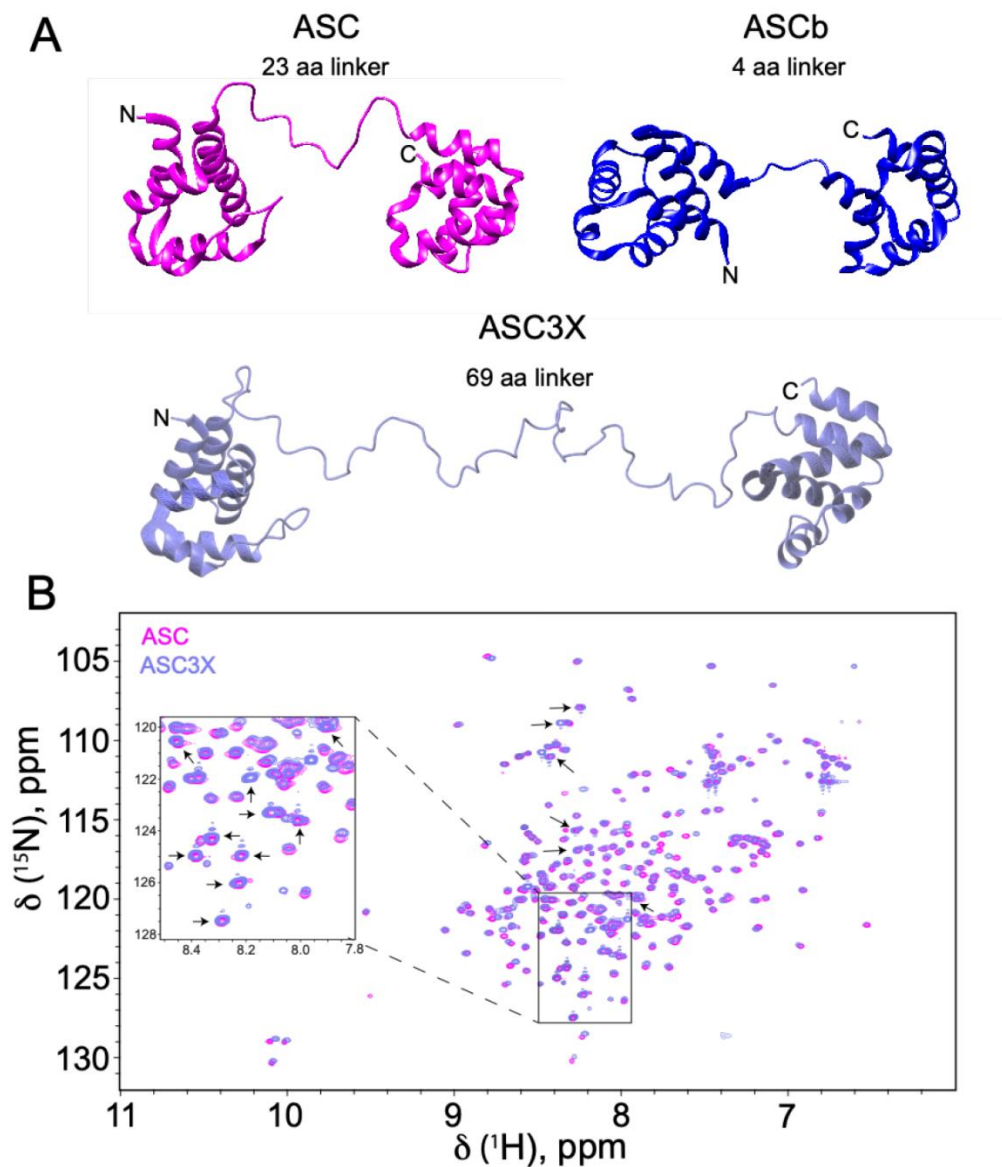 A
ASC
ASCb
23 aa linker
4 aa linker
N
C
C
N
ASC3X
69 aa linker
N
C
B
ASC
ASC3X
105
110
115
120
125
130
δ (¹⁵N), ppm
120
122
124
126
128
8.4
8.2
8.0
7.8
11
10
9
8
7
δ (¹H), ppm